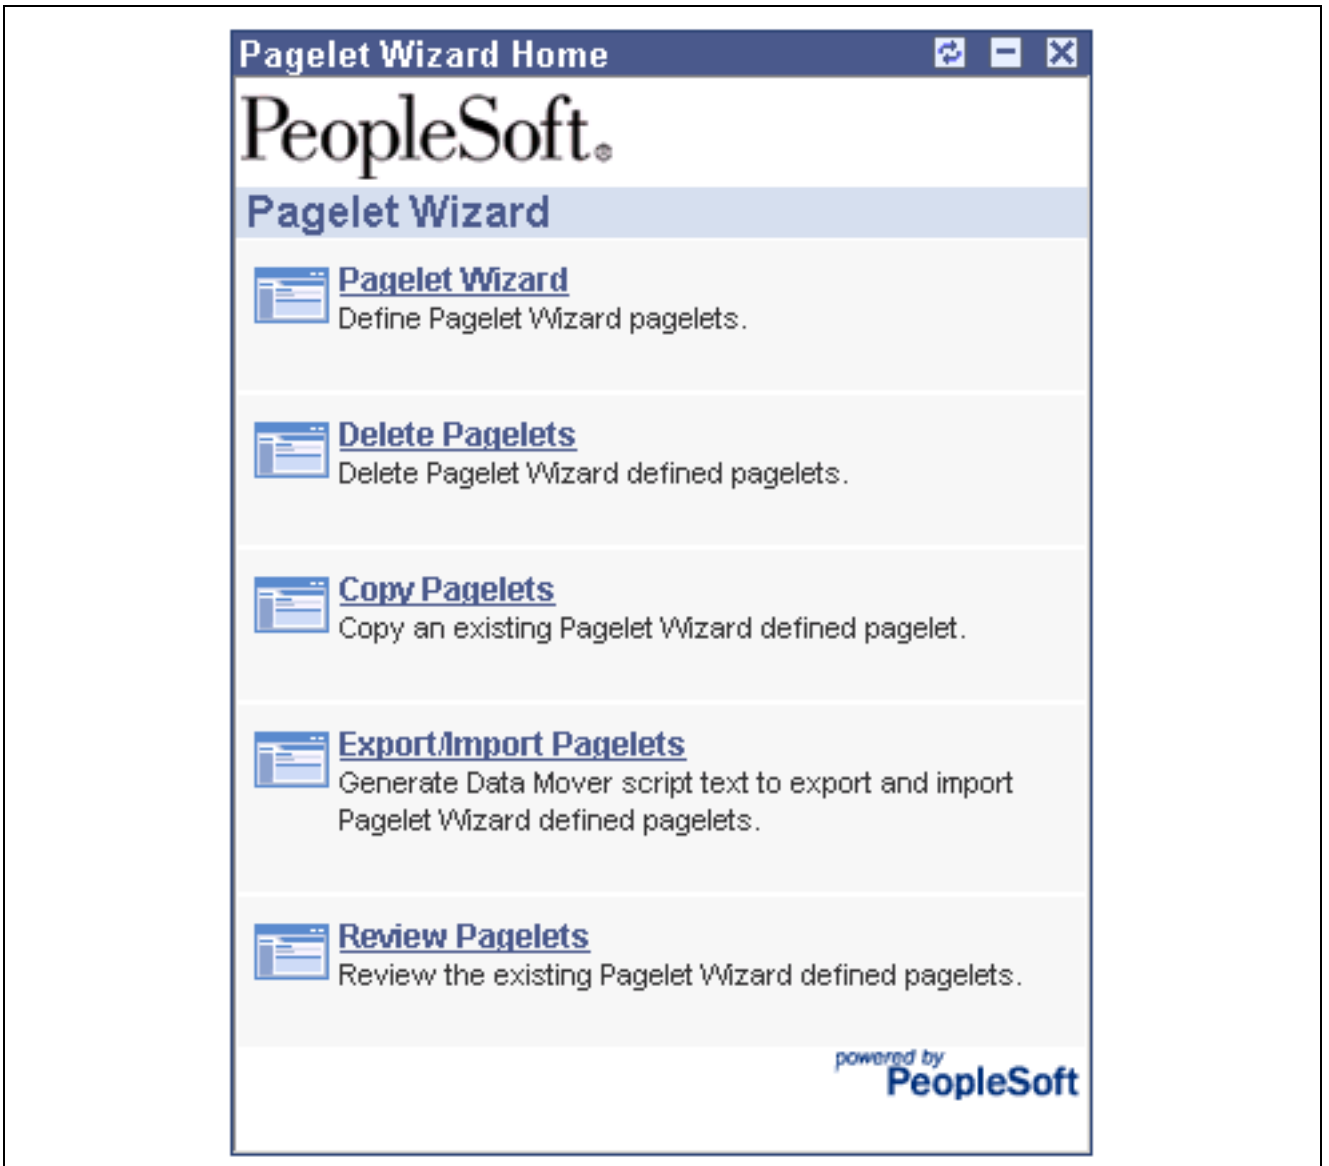 Pagelet Wizard Home
PeopleSoft®
Pagelet Wizard
Pagelet Wizard
Define Pagelet Wizard pagelets.
Delete Pagelets
Delete Pagelet Wizard defined pagelets.
Copy Pagelets
Copy an existing Pagelet Wizard defined pagelet.
Export/Import Pagelets
Generate Data Mover script text to export and import
Pagelet Wizard defined pagelets.
Review Pagelets
Review the existing Pagelet Wizard defined pagelets.
powered by
PeopleSoft